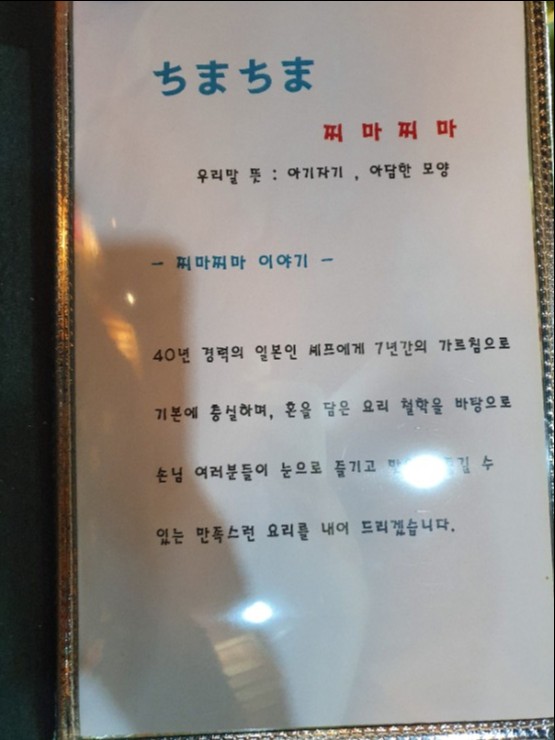 ちまちま
찌마찌마
우리말 뜻 : 아기자기 , 아담한 모양
- 찌마찌마 이야기 -
40년 경력의 일본인 셰프에게 7년간의 가르침으로
기본에 충실하며, 혼을 담은 요리 철학을 바탕으로
손님 여러분들이 눈으로 즐기고 수
있는 만족스런 요리를 내어 드리겠습니다.